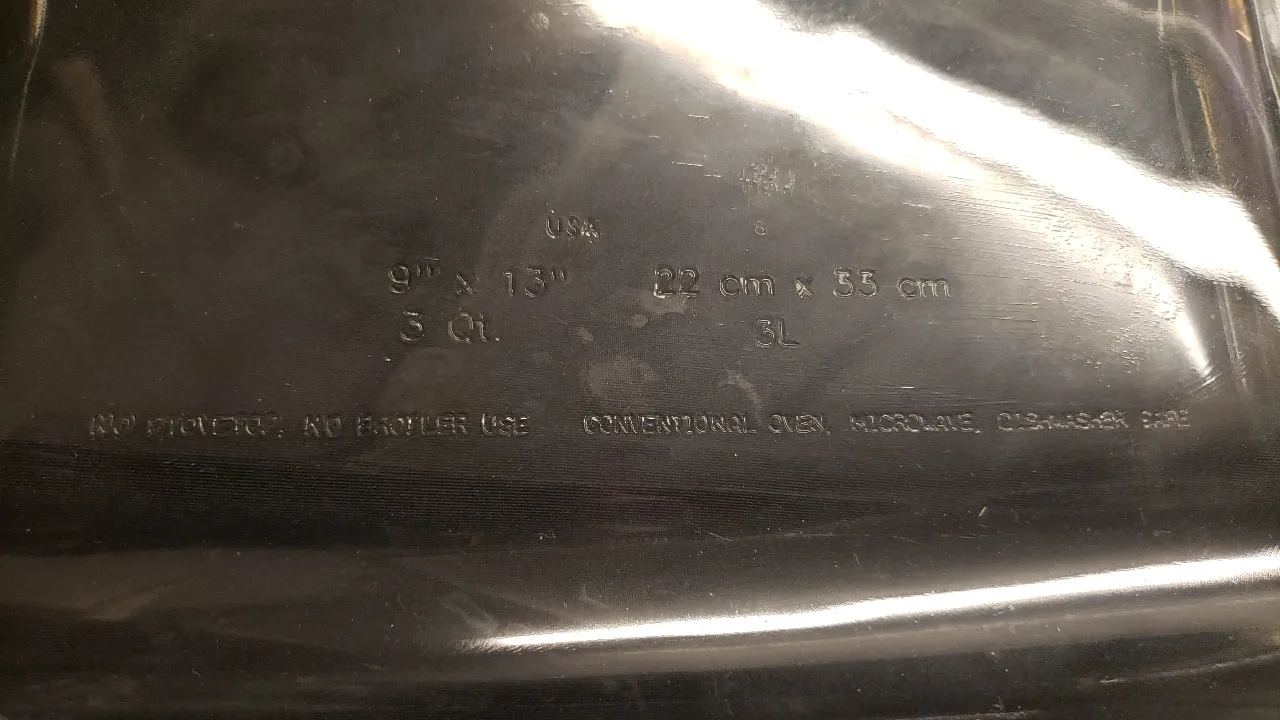 USA 8
9" x 13" 22 cm x 33 cm
3 Qt. 3L
NO STOVETOP, NO BROILER USE CONVENTIONAL OVEN, MICROWAVE, DISHWASHER SAFE